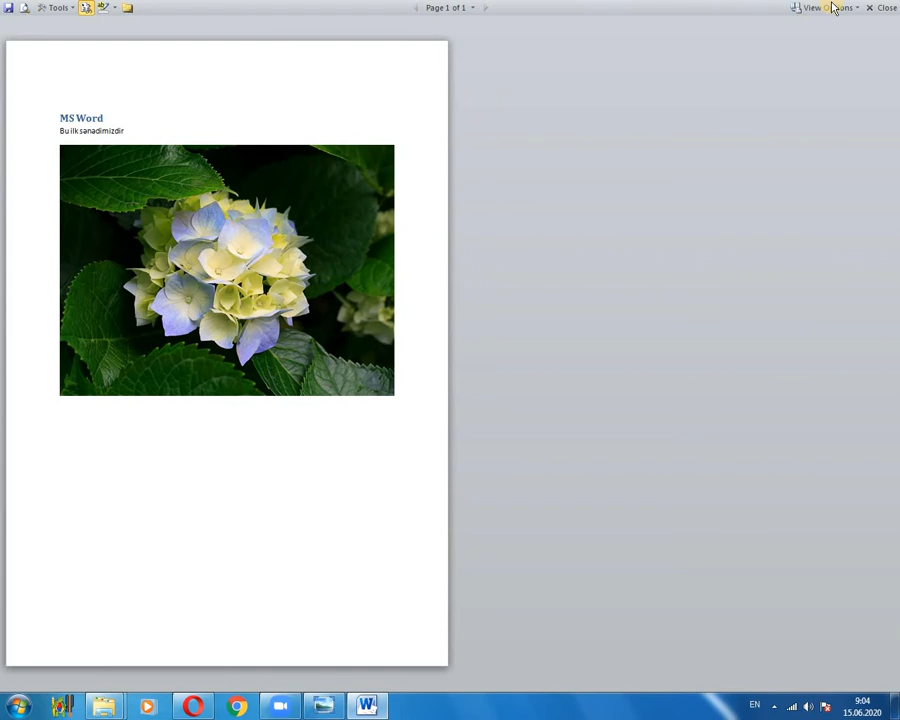 Tools
Page 1 of 1
View Options
Close
MS Word
Bu ilk sənədimizdir
EN
9:04
15.06.2020